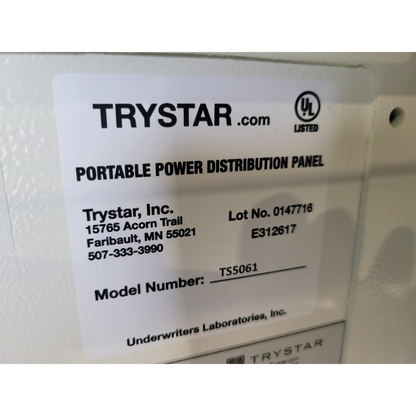 TRYSTAR .com
UL
LISTED
PORTABLE POWER DISTRIBUTION PANEL
Trystar, Inc.
15765 Acorn Trail
Faribault, MN 55021
507-333-3990
Lot No. 0147716
E312617
Model Number: TS5061
Underwriters Laboratories, Inc.
TRYSTAR